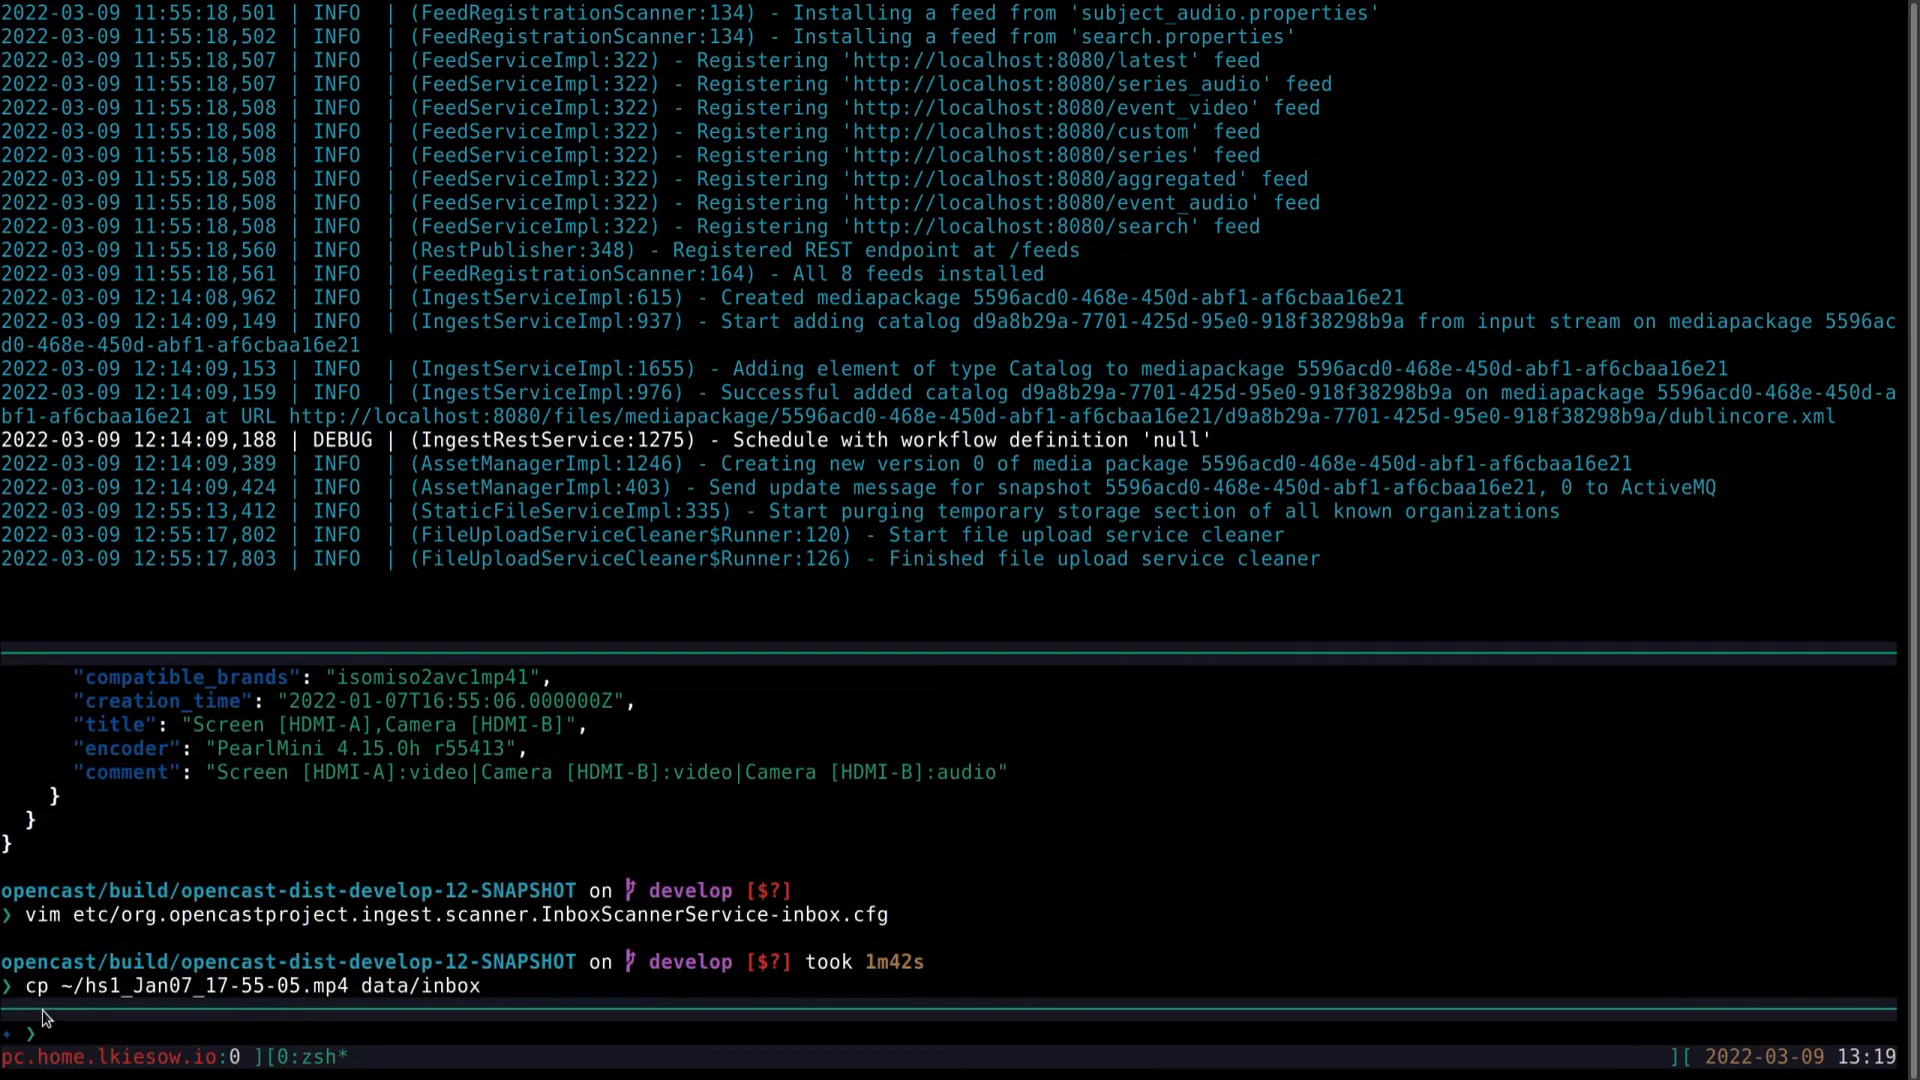 2022-03-09 11:55:18,501 | INFO  | (FeedRegistrationScanner:134) - Installing a feed from 'subject_audio.properties'
2022-03-09 11:55:18,502 | INFO  | (FeedRegistrationScanner:134) - Installing a feed from 'search.properties'
2022-03-09 11:55:18,507 | INFO  | (FeedServiceImpl:322) - Registering 'http://localhost:8080/latest' feed
2022-03-09 11:55:18,507 | INFO  | (FeedServiceImpl:322) - Registering 'http://localhost:8080/series_audio' feed
2022-03-09 11:55:18,508 | INFO  | (FeedServiceImpl:322) - Registering 'http://localhost:8080/event_video' feed
2022-03-09 11:55:18,508 | INFO  | (FeedServiceImpl:322) - Registering 'http://localhost:8080/custom' feed
2022-03-09 11:55:18,508 | INFO  | (FeedServiceImpl:322) - Registering 'http://localhost:8080/series' feed
2022-03-09 11:55:18,508 | INFO  | (FeedServiceImpl:322) - Registering 'http://localhost:8080/aggregated' feed
2022-03-09 11:55:18,508 | INFO  | (FeedServiceImpl:322) - Registering 'http://localhost:8080/event_audio' feed
2022-03-09 11:55:18,508 | INFO  | (FeedServiceImpl:322) - Registering 'http://localhost:8080/search' feed
2022-03-09 11:55:18,560 | INFO  | (RestPublisher:348) - Registered REST endpoint at /feeds
2022-03-09 11:55:18,561 | INFO  | (FeedRegistrationScanner:164) - All 8 feeds installed
2022-03-09 12:14:08,962 | INFO  | (IngestServiceImpl:615) - Created mediapackage 5596acd0-468e-450d-abf1-af6cbaa16e21
2022-03-09 12:14:09,149 | INFO  | (IngestServiceImpl:937) - Start adding catalog d9a8b29a-7701-425d-95e0-918f38298b9a from input stream on mediapackage 5596ac
d0-468e-450d-abf1-af6cbaa16e21
2022-03-09 12:14:09,153 | INFO  | (IngestServiceImpl:1655) - Adding element of type Catalog to mediapackage 5596acd0-468e-450d-abf1-af6cbaa16e21
2022-03-09 12:14:09,159 | INFO  | (IngestServiceImpl:976) - Successful added catalog d9a8b29a-7701-425d-95e0-918f38298b9a on mediapackage 5596acd0-468e-450d-a
bf1-af6cbaa16e21 at URL http://localhost:8080/files/mediapackage/5596acd0-468e-450d-abf1-af6cbaa16e21/d9a8b29a-7701-425d-95e0-918f38298b9a/dublincore.xml
2022-03-09 12:14:09,188 | DEBUG | (IngestRestService:1275) - Schedule with workflow definition 'null'
2022-03-09 12:14:09,389 | INFO  | (AssetManagerImpl:1246) - Creating new version 0 of media package 5596acd0-468e-450d-abf1-af6cbaa16e21
2022-03-09 12:14:09,424 | INFO  | (AssetManagerImpl:403) - Send update message for snapshot 5596acd0-468e-450d-abf1-af6cbaa16e21, 0 to ActiveMQ
2022-03-09 12:55:13,412 | INFO  | (StaticFileServiceImpl:335) - Start purging temporary storage section of all known organizations
2022-03-09 12:55:17,802 | INFO  | (FileUploadServiceCleaner$Runner:120) - Start file upload service cleaner
2022-03-09 12:55:17,803 | INFO  | (FileUploadServiceCleaner$Runner:126) - Finished file upload service cleaner
"compatible_brands": "isomiso2avc1mp41",
"creation_time": "2022-01-07T16:55:06.000000Z",
"title": "Screen [HDMI-A],Camera [HDMI-B]",
"encoder": "PearlMini 4.15.0h r55413",
"comment": "Screen [HDMI-A]:video|Camera [HDMI-B]:video|Camera [HDMI-B]:audio"
}
}
}
opencast/build/opencast-dist-develop-12-SNAPSHOT on develop [$?]
❯ vim etc/org.opencastproject.ingest.scanner.InboxScannerService-inbox.cfg
opencast/build/opencast-dist-develop-12-SNAPSHOT on develop [$?] took 1m42s
❯ cp ~/hs1_Jan07_17-55-05.mp4 data/inbox
✦ ❯
pc.home.lkiesow.io:0 ][0:zsh* ][ 2022-03-09 13:19